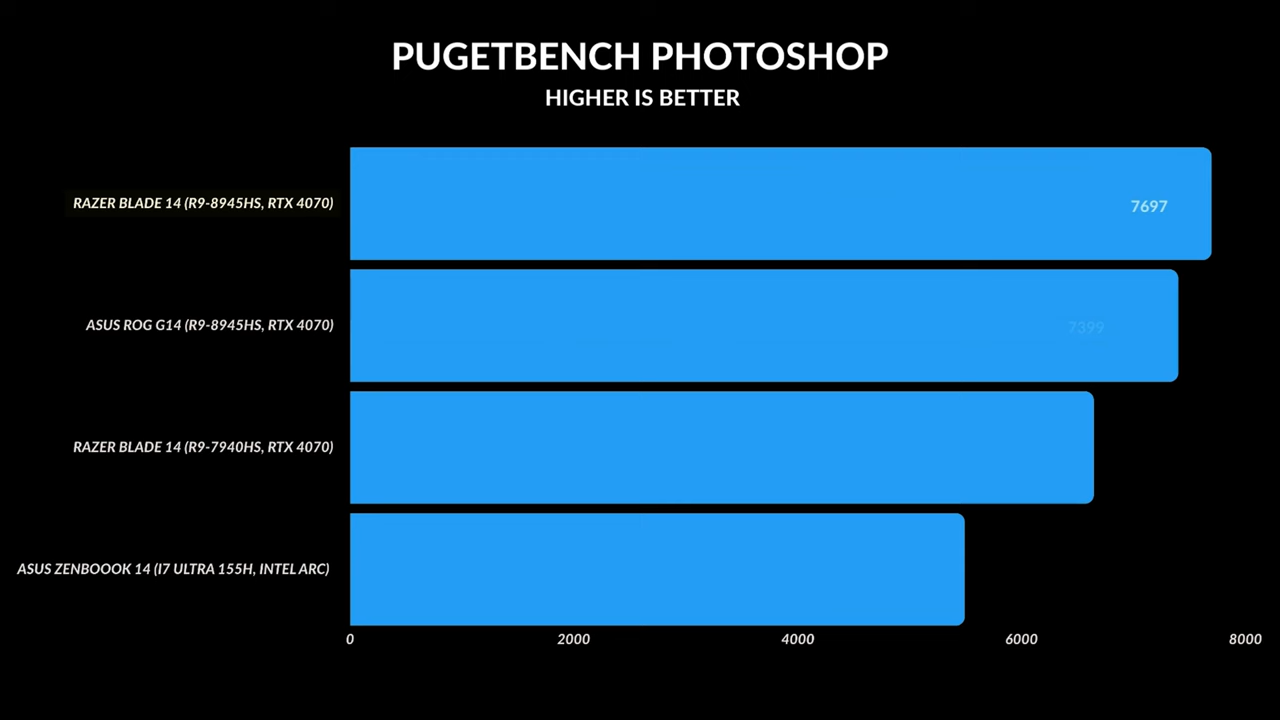 PUGETBENCH PHOTOSHOP
HIGHER IS BETTER
RAZER BLADE 14 (R9-8945HS, RTX 4070)
7697
ASUS ROG G14 (R9-8945HS, RTX 4070)
7399
RAZER BLADE 14 (R9-7940HS, RTX 4070)
ASUS ZENBOOOK 14 (I7 ULTRA 155H, INTEL ARC)
0 2000 4000 6000 8000